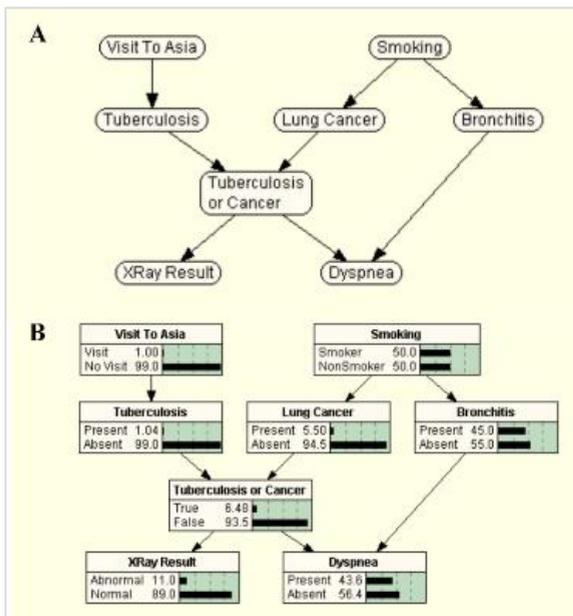 A
Visit To Asia
Smoking
Tuberculosis
Lung Cancer
Bronchitis
Tuberculosis
or Cancer
XRay Result
Dyspnea
B
Visit To Asia
Visit 1.00
No Visit 99.0
Smoking
Smoker 50.0
NonSmoker 50.0
Tuberculosis
Present 1.04
Absent 99.0
Lung Cancer
Present 5.50
Absent 94.5
Bronchitis
Present 45.0
Absent 55.0
Tuberculosis or Cancer
True 6.48
False 93.5
XRay Result
Abnormal 11.0
Normal 89.0
Dyspnea
Present 43.6
Absent 56.4